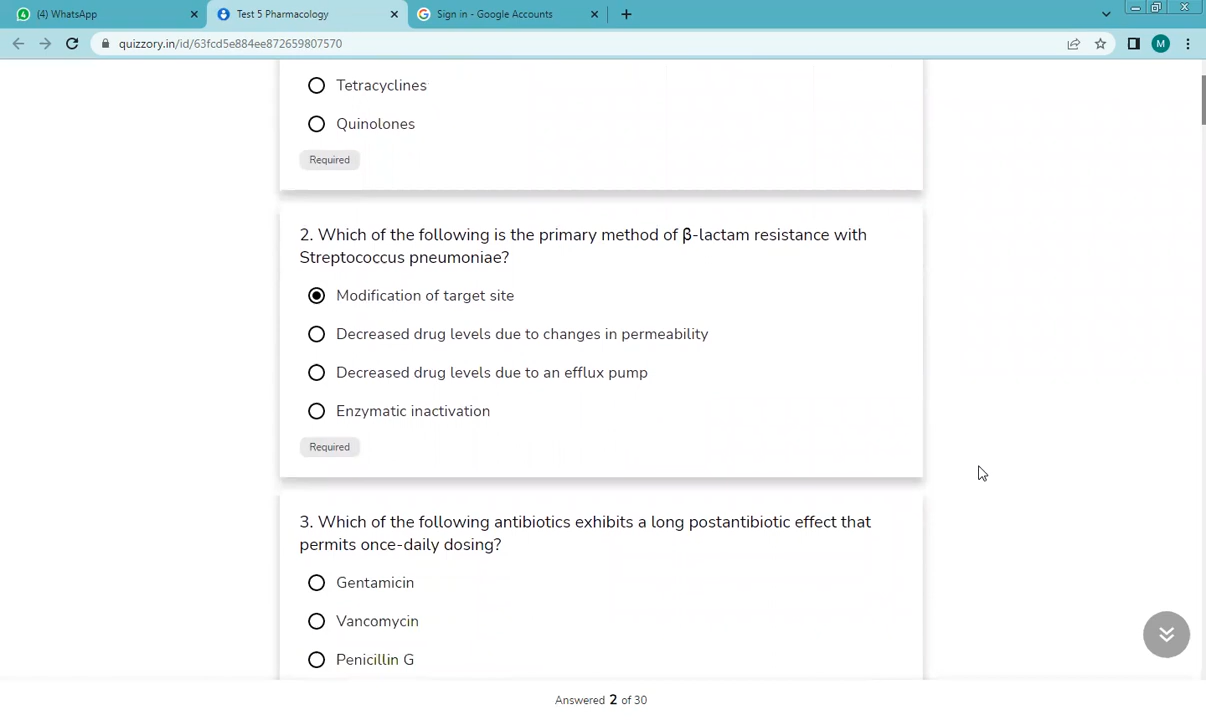 (4) WhatsApp
Test 5 Pharmacology
Sign in - Google Accounts
quizzory.in/id/63fcd5e884ee872659807570
M
Tetracyclines
Quinolones
Required
2. Which of the following is the primary method of β-lactam resistance with
Streptococcus pneumoniae?
Modification of target site
Decreased drug levels due to changes in permeability
Decreased drug levels due to an efflux pump
Enzymatic inactivation
Required
3. Which of the following antibiotics exhibits a long postantibiotic effect that
permits once-daily dosing?
Gentamicin
Vancomycin
Penicillin G
Answered 2 of 30